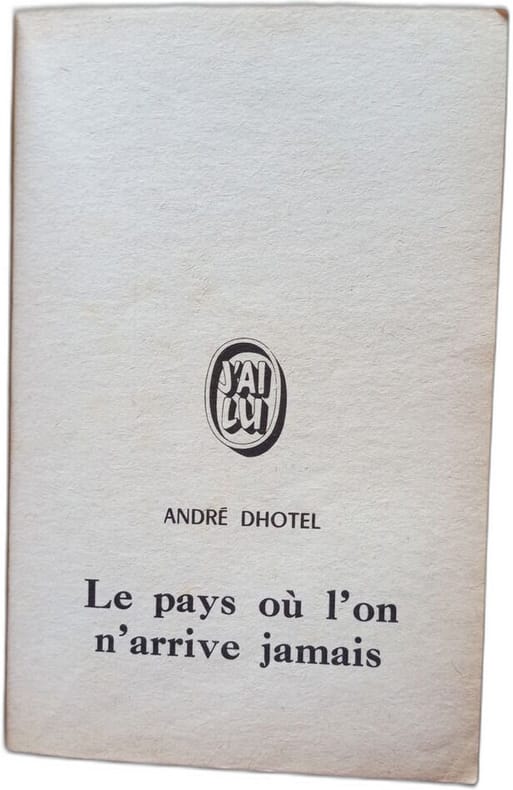 J'AI
LU
ANDRÉ DHOTEL
Le pays où l'on
n'arrive jamais